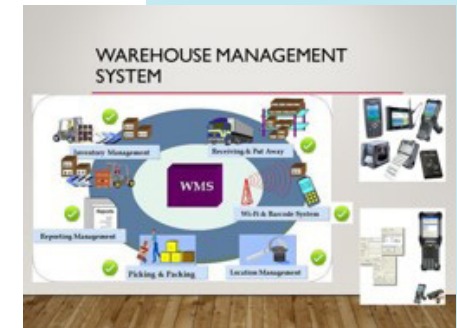 WAREHOUSE MANAGEMENT
SYSTEM
Inventory Management
Receiving & Put Away
WMS
Reports
Wi-Fi & Barcode System
Reporting Management
Picking & Packing
Location Management